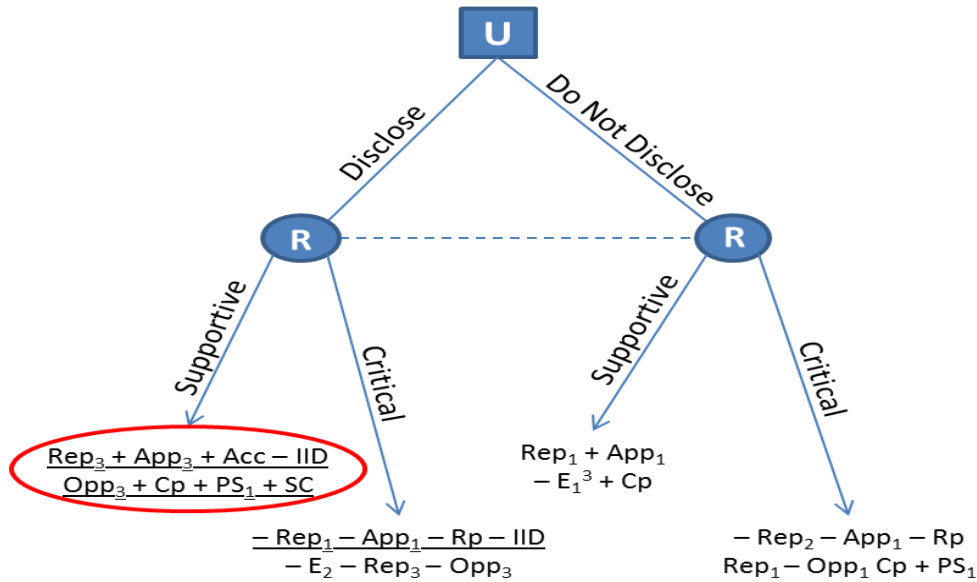 U
Disclose
Do Not Disclose
R
R
Supportive
Critical
Supportive
Critical
Rep₃ + App₃ + Acc – IID
Opp₃ + Cp + PS₁ + SC
Rep₁ + App₁
– E₁³ + Cp
– Rep₁ – App₁ – Rp – IID
– E₂ – Rep₃ – Opp₃
– Rep₂ – App₁ – Rp
Rep₁ – Opp₁ Cp + PS₁